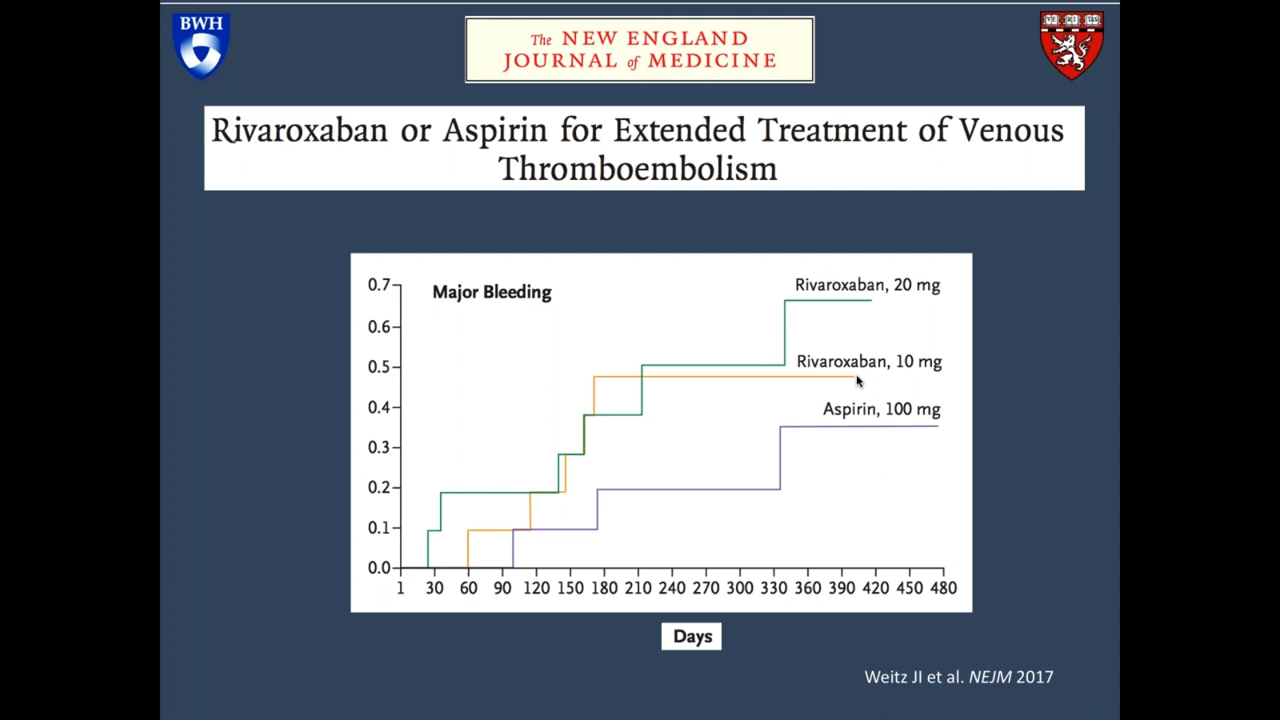 BWH
The NEW ENGLAND
JOURNAL of MEDICINE
VE RI TAS
Rivaroxaban or Aspirin for Extended Treatment of Venous
Thromboembolism
Major Bleeding
0.7
0.6
0.5
0.4
0.3
0.2
0.1
0.0
Rivaroxaban, 20 mg
Rivaroxaban, 10 mg
Aspirin, 100 mg
1 30 60 90 120 150 180 210 240 270 300 330 360 390 420 450 480
Days
Weitz JI et al. NEJM 2017